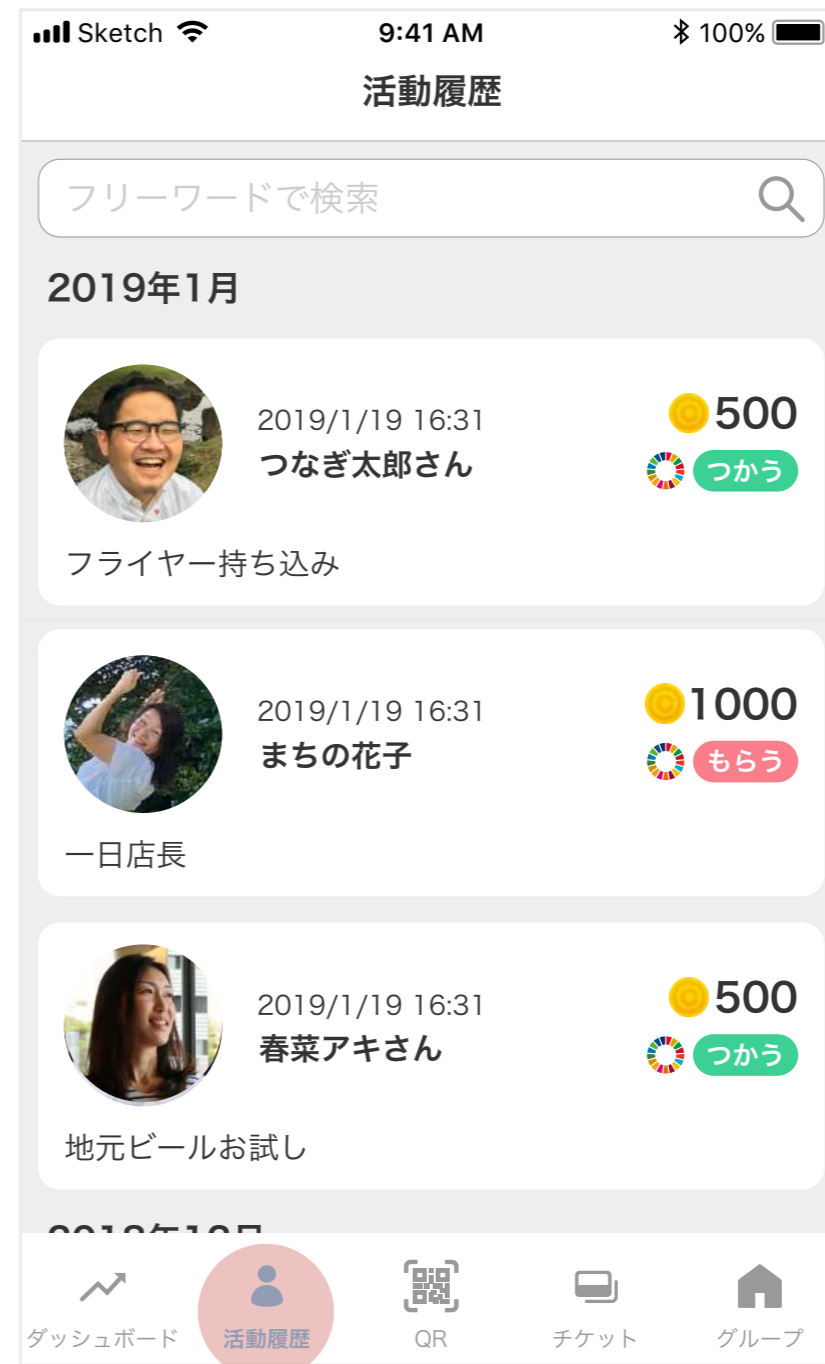 Sketch 9:41 AM 100%
活動履歴
フリーワードで検索
2019年1月
2019/1/19 16:31
つなぎ太郎さん
500
つかう
フライヤー持ち込み
2019/1/19 16:31
まちの花子
1000
もらう
一日店長
2019/1/19 16:31
春菜アキさん
500
つかう
地元ビールお試し
ダッシュボード 活動履歴 QR チケット グループ